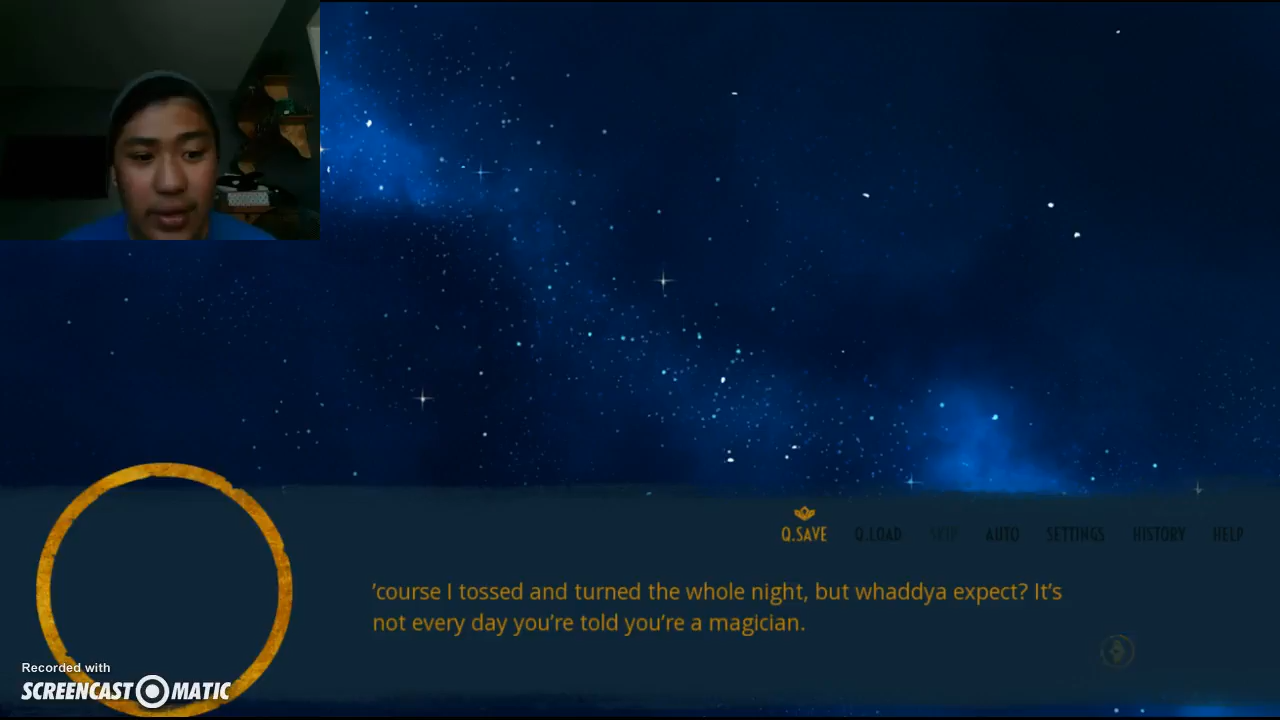 Q.SAVE Q.LOAD SKIP AUTO SETTINGS HISTORY HELP
’course I tossed and turned the whole night, but whaddya expect? It’s
not every day you’re told you’re a magician.
Recorded with
SCREENCAST O MATIC